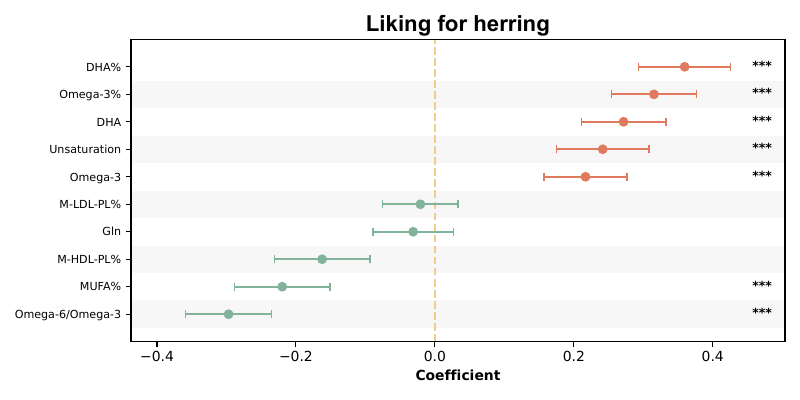 Liking for herring
DHA% ***
Omega-3% ***
DHA ***
Unsaturation ***
Omega-3 ***
M-LDL-PL%
Gln
M-HDL-PL%
MUFA% ***
Omega-6/Omega-3 ***
−0.4 −0.2 0.0 0.2 0.4
Coefficient